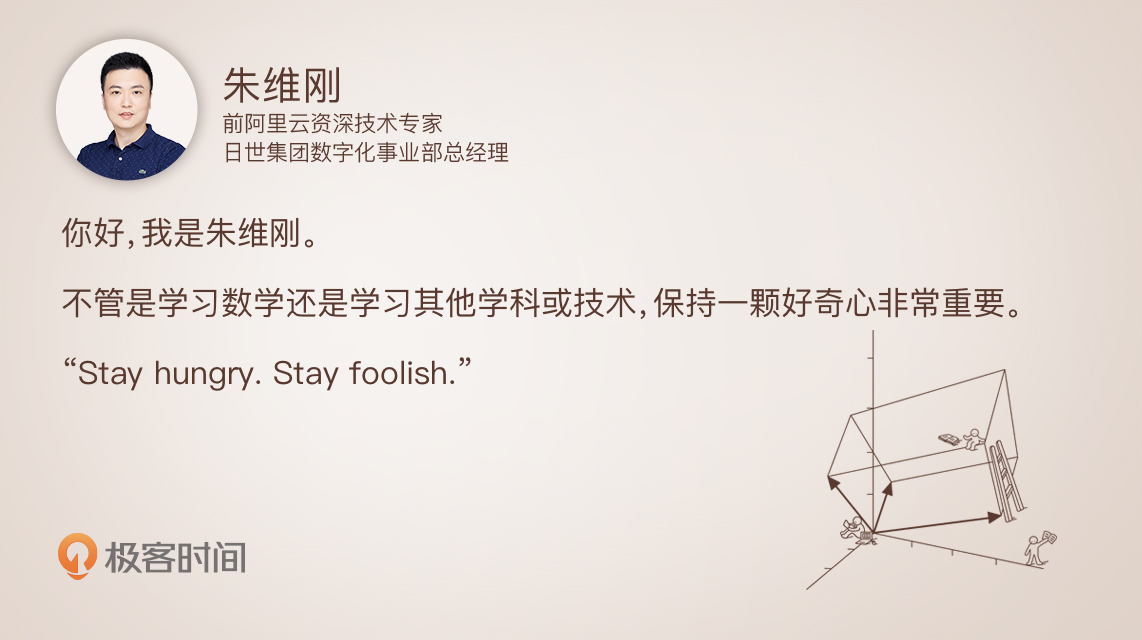 朱维刚
前阿里云资深技术专家
日世集团数字化事业部总经理
你好,我是朱维刚。
不管是学习数学还是学习其他学科或技术,保持一颗好奇心非常重要。
“Stay hungry. Stay foolish.”
极客时间